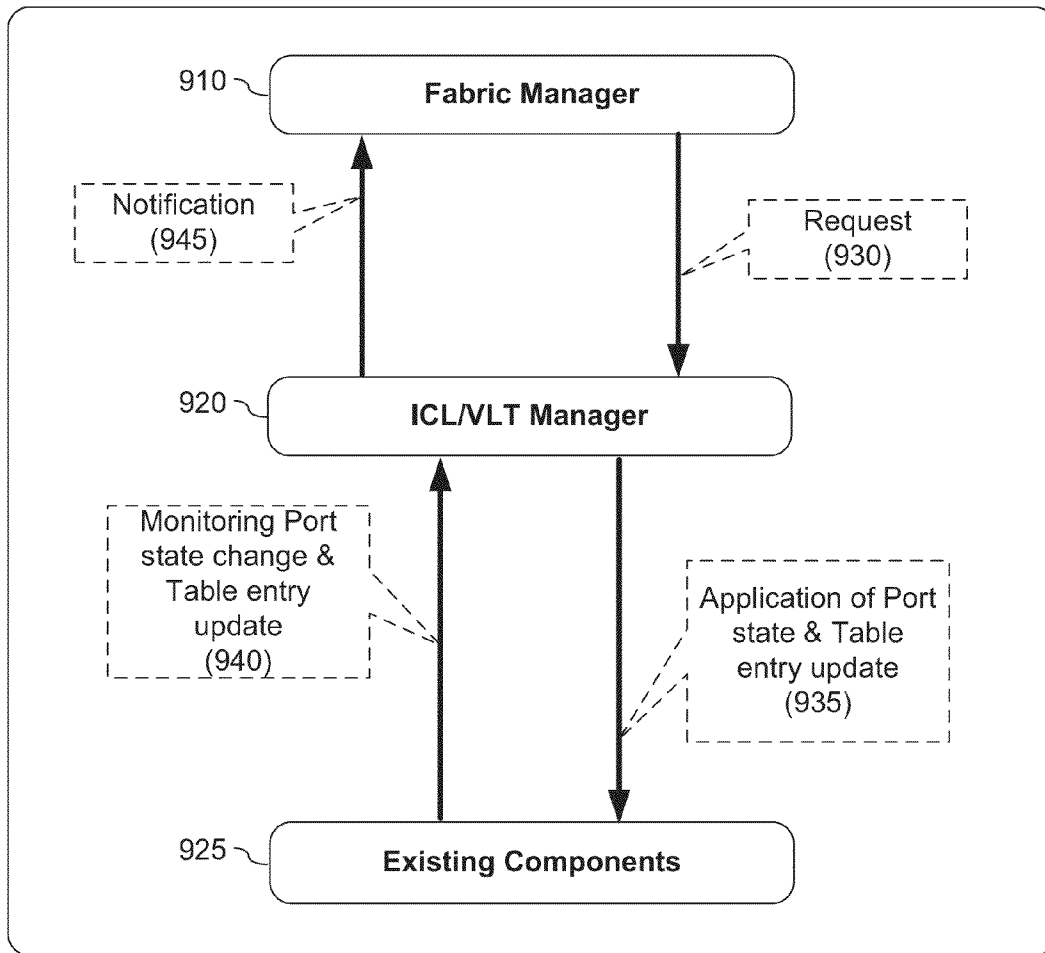 910
Fabric Manager
Notification
(945)
Request
(930)
920
ICL/VLT Manager
Monitoring Port
state change &
Table entry
update
(940)
Application of Port
state & Table
entry update
(935)
925
Existing Components